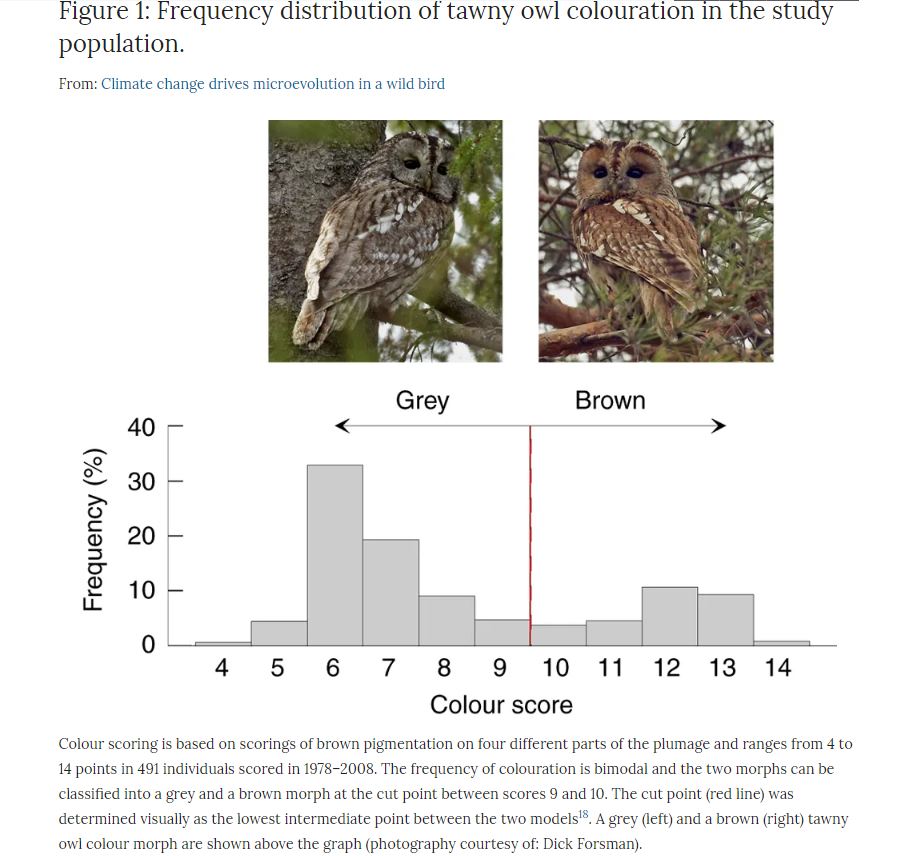 Figure 1: Frequency distribution of tawny owl colouration in the study
population.
From: Climate change drives microevolution in a wild bird
Grey
Brown
Frequency (%)
40
30
20
10
0
4 5 6 7 8 9 10 11 12 13 14
Colour score
Colour scoring is based on scorings of brown pigmentation on four different parts of the plumage and ranges from 4 to
14 points in 491 individuals scored in 1978–2008. The frequency of colouration is bimodal and the two morphs can be
classified into a grey and a brown morph at the cut point between scores 9 and 10. The cut point (red line) was
determined visually as the lowest intermediate point between the two models18. A grey (left) and a brown (right) tawny
owl colour morph are shown above the graph (photography courtesy of: Dick Forsman).